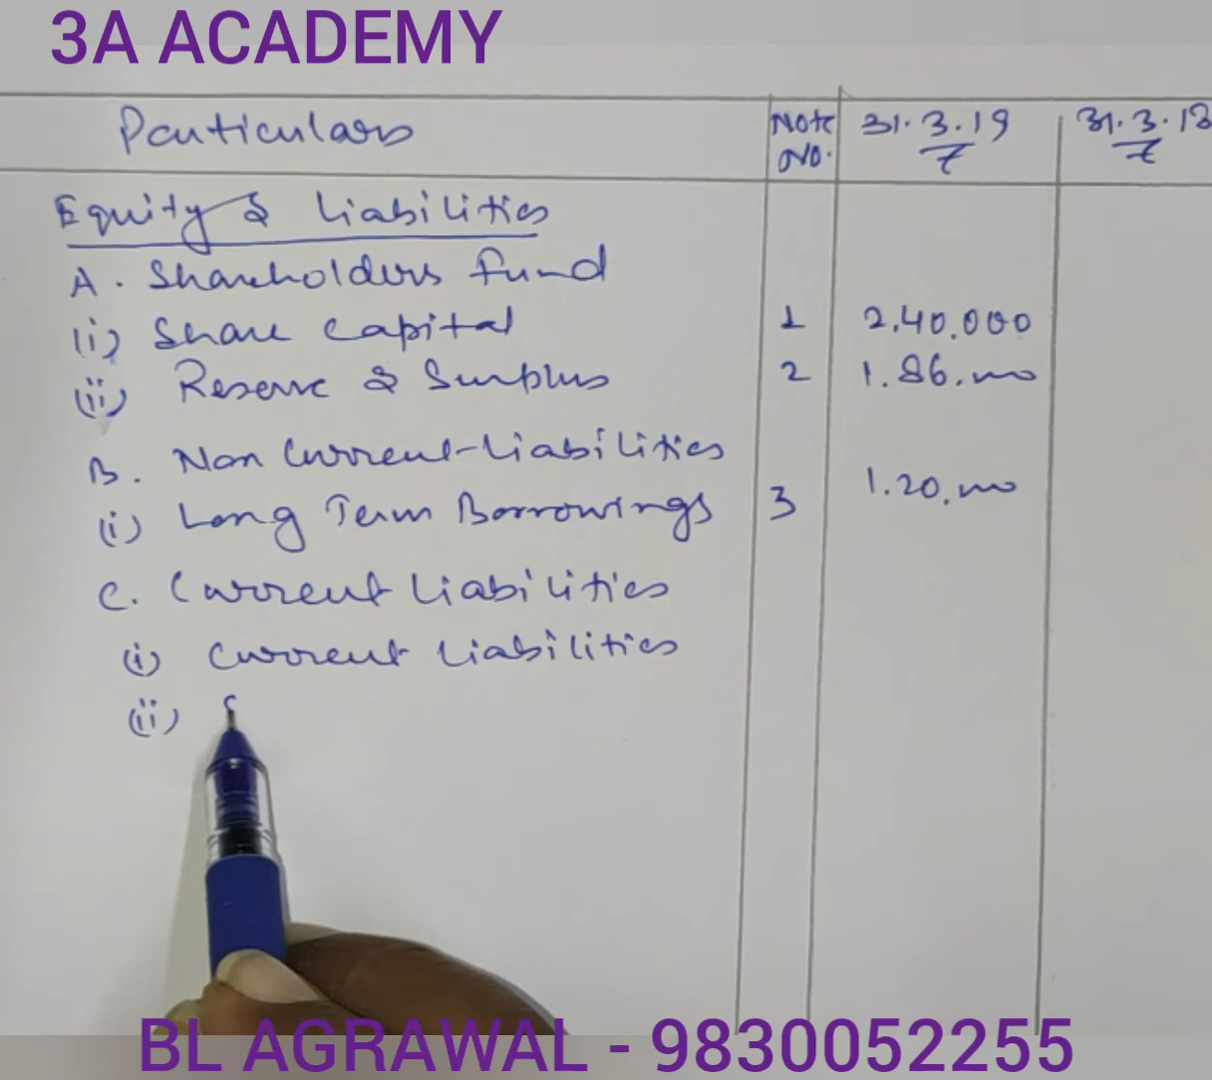 3A ACADEMY
Particulars Note No. 31.3.19 ₹ 31.3.18 ₹
Equity & Liabilities
A. Shareholders Fund
(i) Share Capital 1 2,40,000
(ii) Reserve & Surplus 2 1.86.000
B. Non Current Liabilities
(i) Long Term Borrowings 3 1.20,000
C. Current Liabilities
(i) Current Liabilities
(ii)
BL AGRAWAL - 9830052255